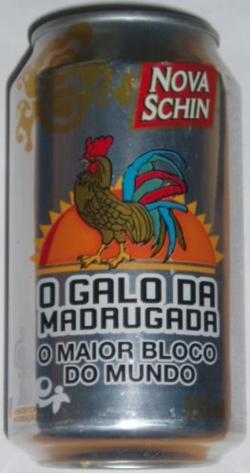 NOVA
SCHIN
O GALO DA
MADRUGADA
O MAIOR BLOCO
DO MUNDO